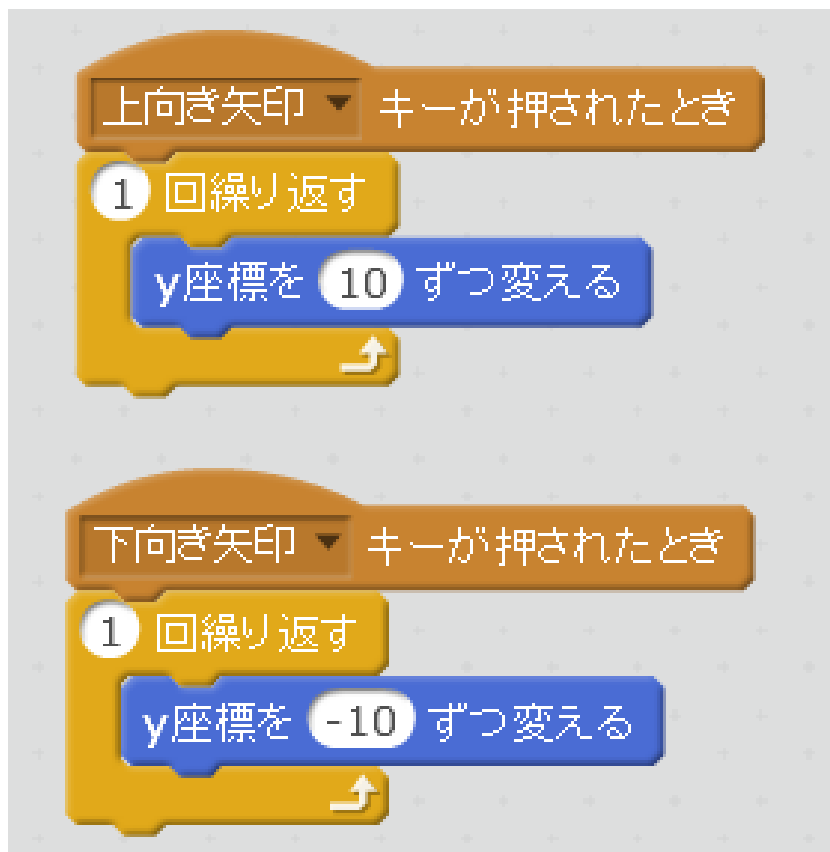 上向き矢印 キーが押されたとき
1 回繰り返す
y座標を 10 ずつ変える
下向き矢印 キーが押されたとき
1 回繰り返す
y座標を -10 ずつ変える